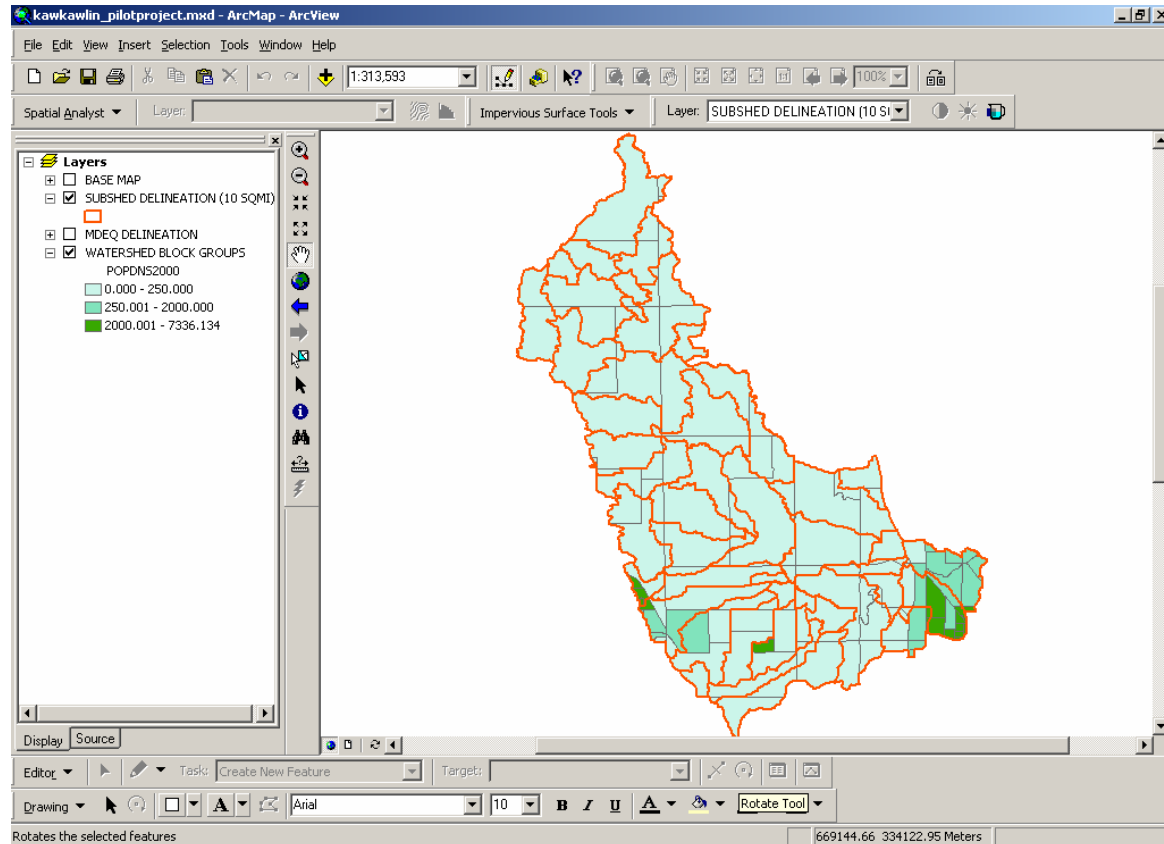 kawkawlin_pilotproject.mxd - ArcMap - ArcView
File Edit View Insert Selection Tools Window Help
1:313,593 100%
Spatial Analyst Layer: Impervious Surface Tools Layer: SUBSHED DELINEATION (10 S
Layers
BASE MAP
SUBSHED DELINEATION (10 SQMI)
MDEQ DELINEATION
WATERSHED BLOCK GROUPS
POPDNS2000
0.000 - 250.000
250.001 - 2000.000
2000.001 - 7336.134
Display Source
Editor Task: Create New Feature Target:
Drawing A Arial 10 B I U A Rotate Tool
Rotates the selected features 669144.66 334122.95 Meters